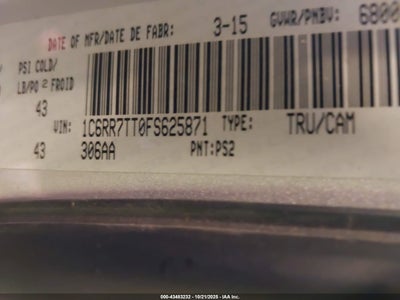 DATE OF MFR/DATE DE FABR: 3-15 GVWR/PNBV: 6800
PSI COLD/
LB/PO² FROID
43
VIN: 1C6RR7TT0FS625871 TYPE: TRU/CAM
43 306AA PNT:PS2
000-43483232 - 10/21/2025 - IAA Inc.